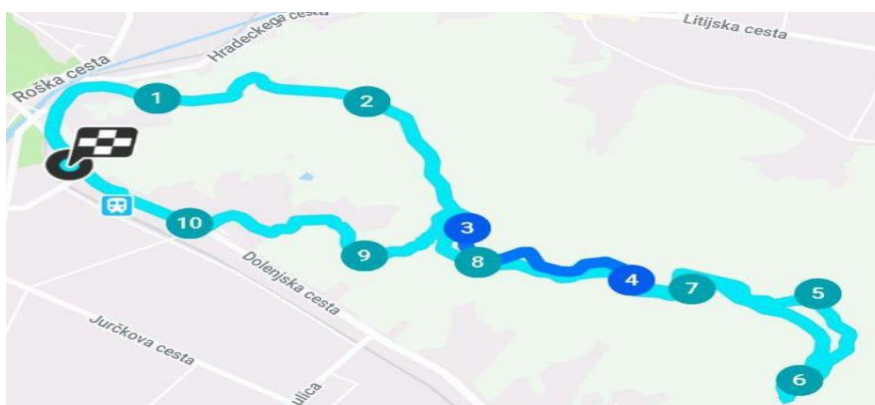 Hradeckega cesta
Litijska cesta
Roška cesta
1
2
3
10
9
8
4
7
5
6
Dolenjska cesta
Jurčkova cesta
ulica